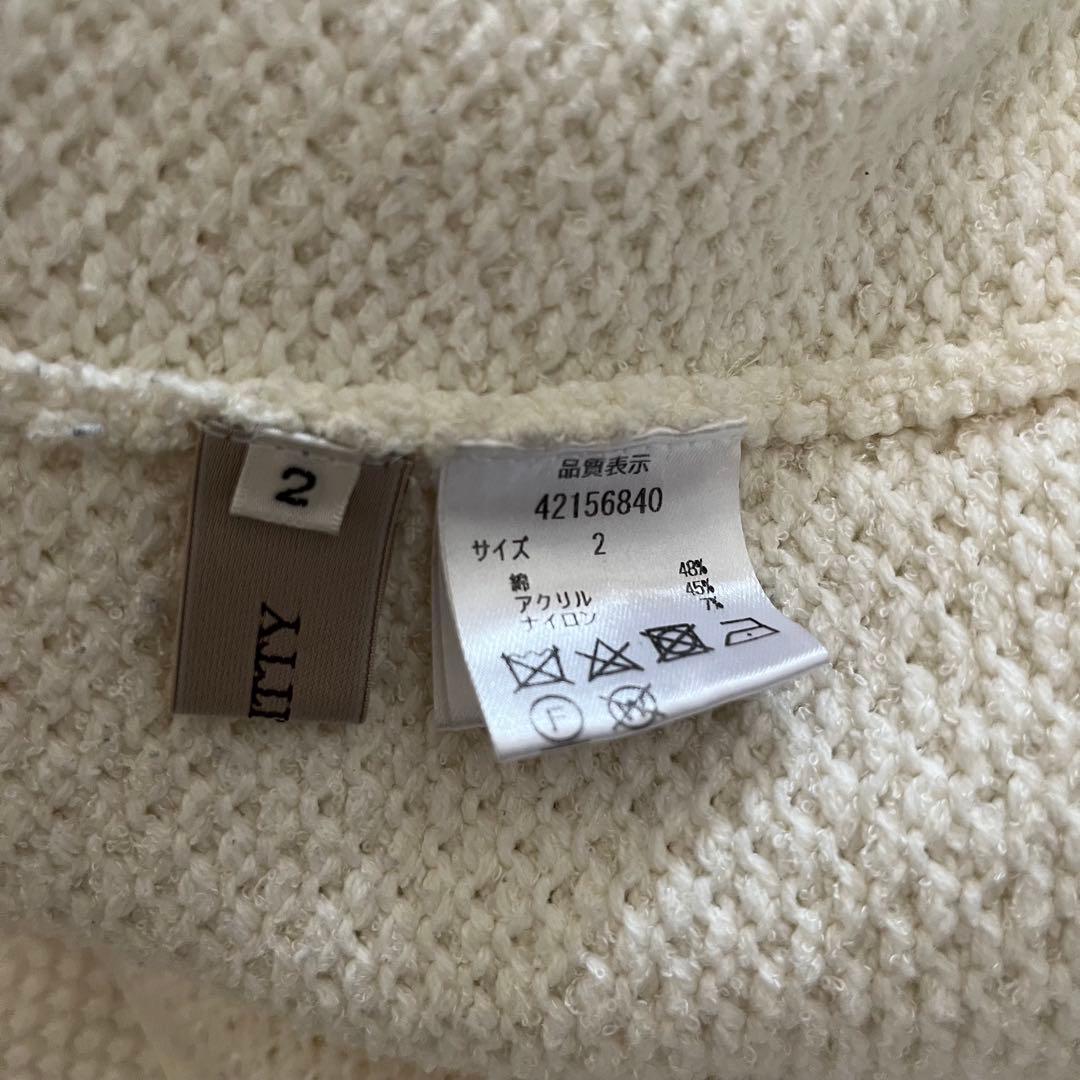 2
ITTY
品質表示
42156840
サイズ 2
綿 48%
アクリル 45%
ナイロン 7%
F